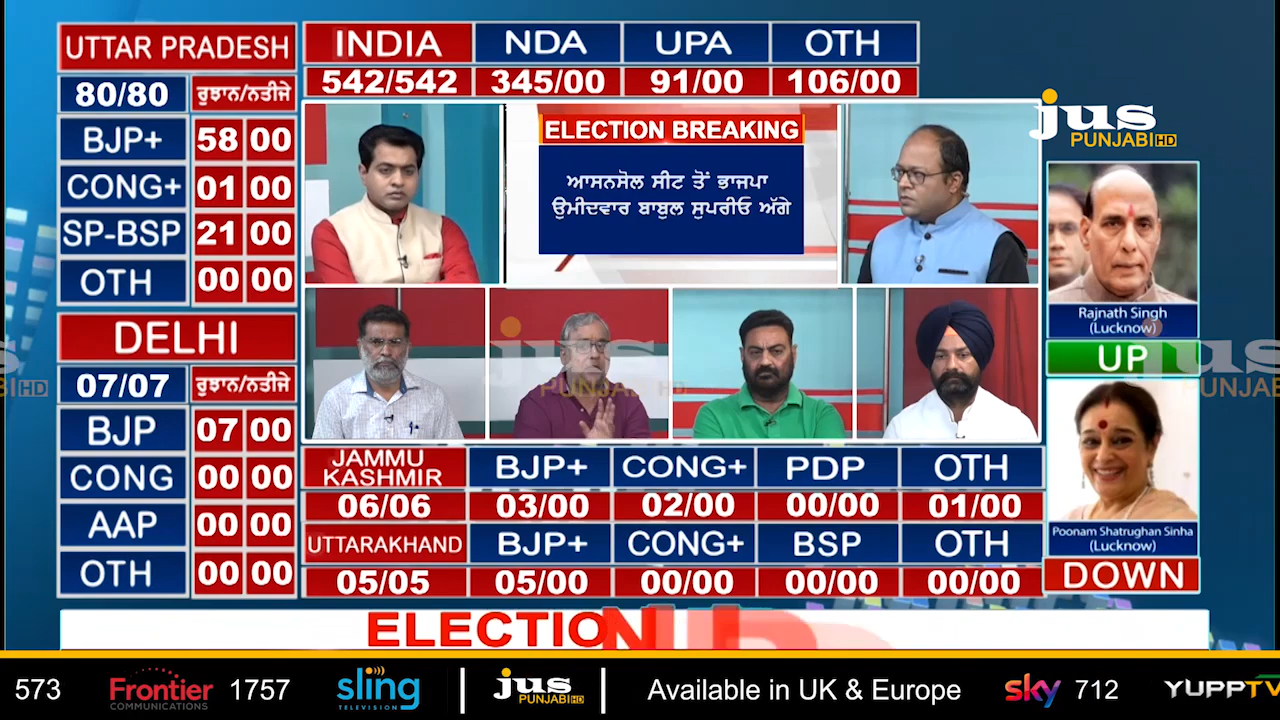 UTTAR PRADESH
80/80 ਰੁਝਾਨ/ਨਤੀਜੇ
BJP+ 58 00
CONG+ 01 00
SP-BSP 21 00
OTH 00 00
DELHI
07/07 ਰੁਝਾਨ/ਨਤੀਜੇ
BJP 07 00
CONG 00 00
AAP 00 00
OTH 00 00
INDIA NDA UPA OTH
542/542 345/00 91/00 106/00
ELECTION BREAKING
ਆਸਨਸੋਲ ਸੀਟ ਤੋਂ ਭਾਜਪਾ
ਉਮੀਦਵਾਰ ਬਾਬੁਲ ਸੁਪਰੀਓ ਅੱਗੇ
jus
PUNJABI HD
Rajnath Singh
(Lucknow)
UP
Poonam Shatrughan Sinha
(Lucknow)
DOWN
jus
PUNJABI HD
jus
PUNJABI
JAMMU
KASHMIR BJP+ CONG+ PDP OTH
06/06 03/00 02/00 00/00 01/00
UTTARAKHAND BJP+ CONG+ BSP OTH
05/05 05/00 00/00 00/00 00/00
ELECTION
573 Frontier COMMUNICATIONS 1757 sling TELEVISION jus PUNJABI HD Available in UK & Europe sky 712 YUPPTV